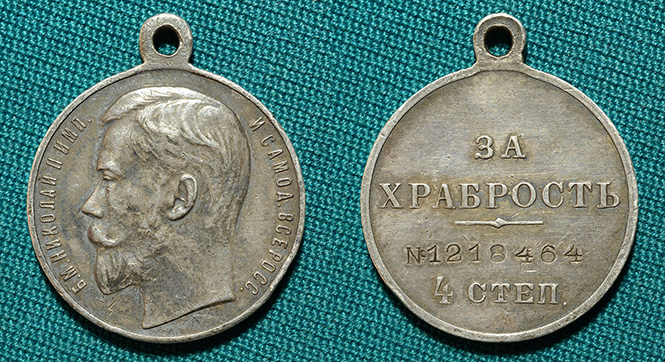 Б.М. НИКОЛАЙ II ИМП. И САМОД. ВСЕРОСС.
ЗА
ХРАБРОСТЬ
№1218464
4 СТЕП.